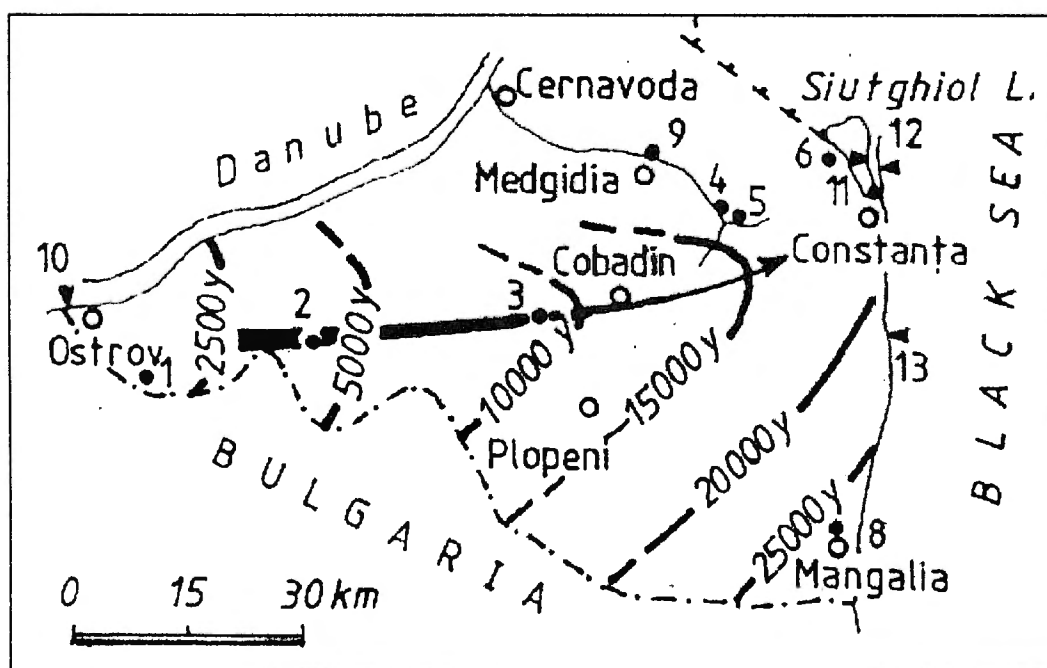 Cernavoda
Siutghiol L.
Danube
9
12
6
Medgidia
4
5
11
BLACK SEA
Constanța
10
Cobadin
2500y
2
5000y
3
Ostrov
1
10000y
15000y
13
Plopeni
20000y
BULGARIA
25000y
8
Mangalia
0 15 30 km